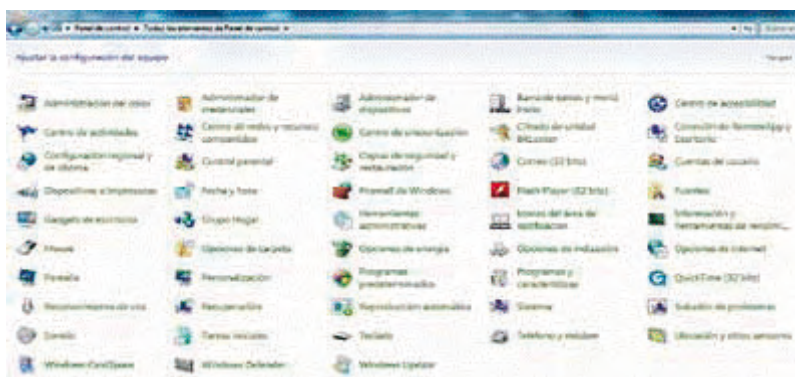 Panel de control ▸ Todos los elementos de Panel de control ▸
Ajustar la configuración del equipo
Administración del color
Administrador de credenciales
Administrador de dispositivos
Barra de tareas y menú Inicio
Centro de accesibilidad
Centro de actividades
Centro de redes y recursos compartidos
Centro de sincronización
Cifrado de unidad BitLocker
Conexión de RemoteApp y Escritorio
Configuración regional y de idioma
Control parental
Copias de seguridad y restauración
Correo (32 bits)
Cuentas de usuario
Dispositivos e impresoras
Fecha y hora
Firewall de Windows
Flash Player (32 bits)
Fuentes
Gadgets de escritorio
Grupo Hogar
Herramientas administrativas
Iconos del área de notificación
Información y herramientas de rendimi...
Mouse
Opciones de carpeta
Opciones de energía
Opciones de indización
Opciones de Internet
Pantalla
Personalización
Programas predeterminados
Programas y características
QuickTime (32 bits)
Reconocimiento de voz
Recuperación
Reproducción automática
Sistema
Solución de problemas
Sonido
Tareas iniciales
Teclado
Teléfono y módem
Ubicación y otros sensores
Windows CardSpace
Windows Defender
Windows Update